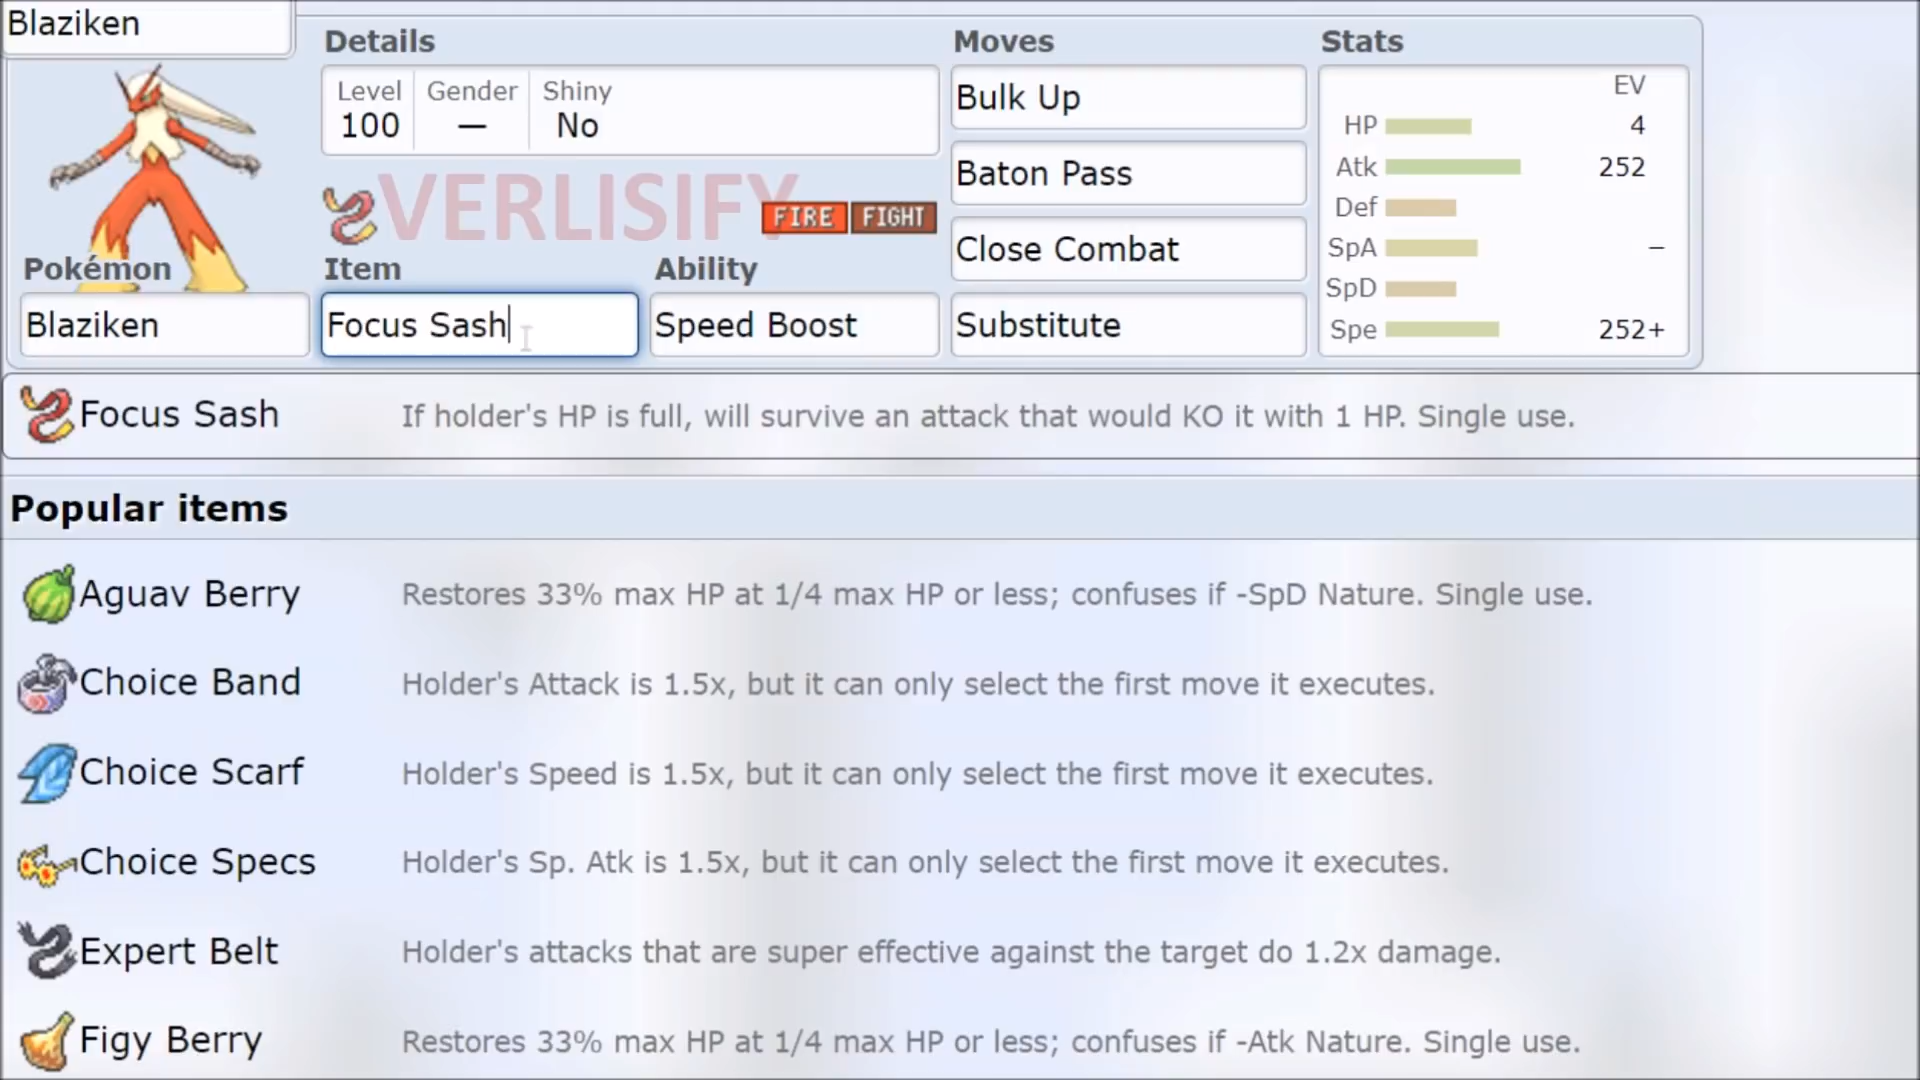 Blaziken
Details
Moves
Stats
Level
Gender
Shiny
100
—
No
Bulk Up
EV
HP
4
Atk
252
VERLISIFY
FIRE
FIGHT
Baton Pass
Def
Close Combat
SpA
–
Pokémon
Item
Ability
SpD
Blaziken
Focus Sash
Speed Boost
Substitute
Spe
252+
Focus Sash
If holder's HP is full, will survive an attack that would KO it with 1 HP. Single use.
Popular items
Aguav Berry
Restores 33% max HP at 1/4 max HP or less; confuses if -SpD Nature. Single use.
Choice Band
Holder's Attack is 1.5x, but it can only select the first move it executes.
Choice Scarf
Holder's Speed is 1.5x, but it can only select the first move it executes.
Choice Specs
Holder's Sp. Atk is 1.5x, but it can only select the first move it executes.
Expert Belt
Holder's attacks that are super effective against the target do 1.2x damage.
Figy Berry
Restores 33% max HP at 1/4 max HP or less; confuses if -Atk Nature. Single use.